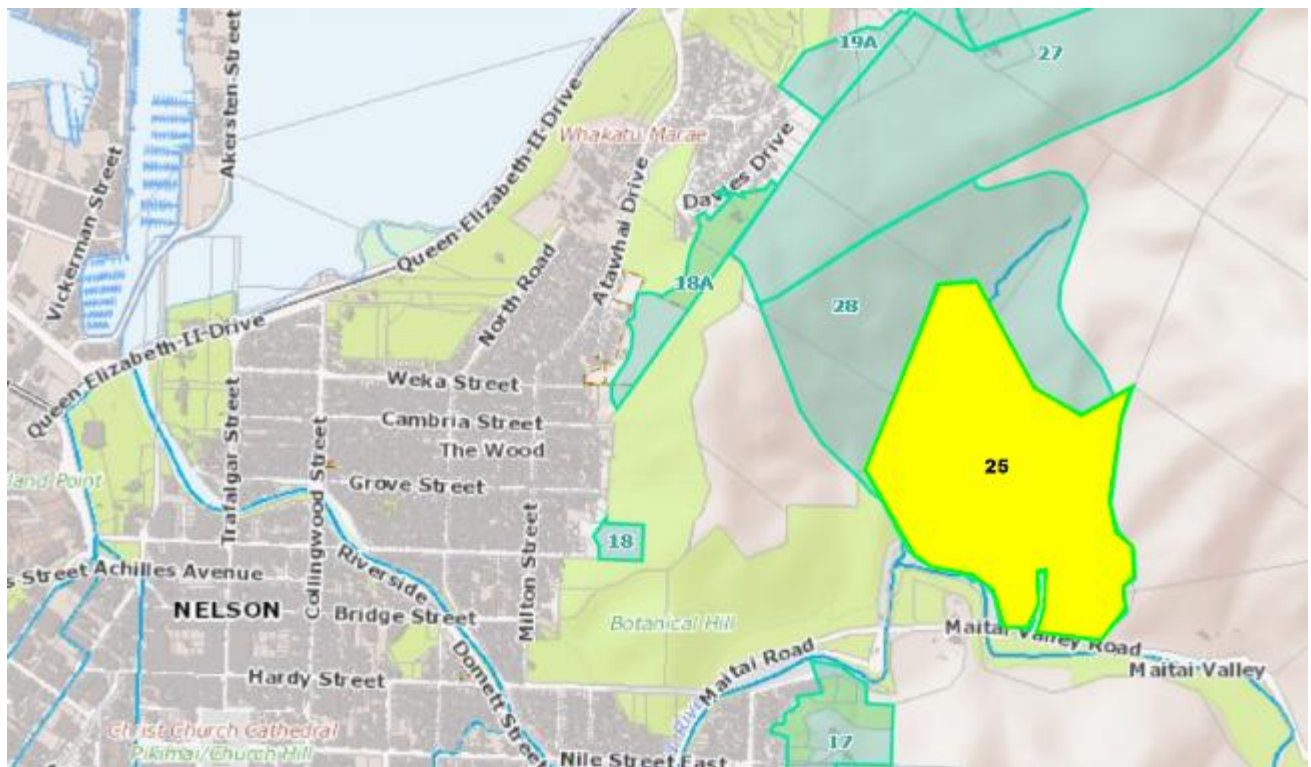 19A
27
Akersten Street
Vickerman Street
Queen-Elizabeth-II-Drive
Whakatu Marae
Davies Drive
Atawhai Drive
North Road
18A
28
Queen Elizabeth-II-Drive
Weka Street
Cambria Street
The Wood
Grove Street
Trafalgar Street
Collingwood Street
Milton Street
25
land Point
18
s Street Achilles Avenue
Riverside
NELSON
Bridge Street
Botanical Hill
Maitai Valley Road
Maitai Road
Maitai Valley
Hardy Street
Domett Street
Christ Church Cathedral
Pikimai/Church Hill
Nile Street East
17